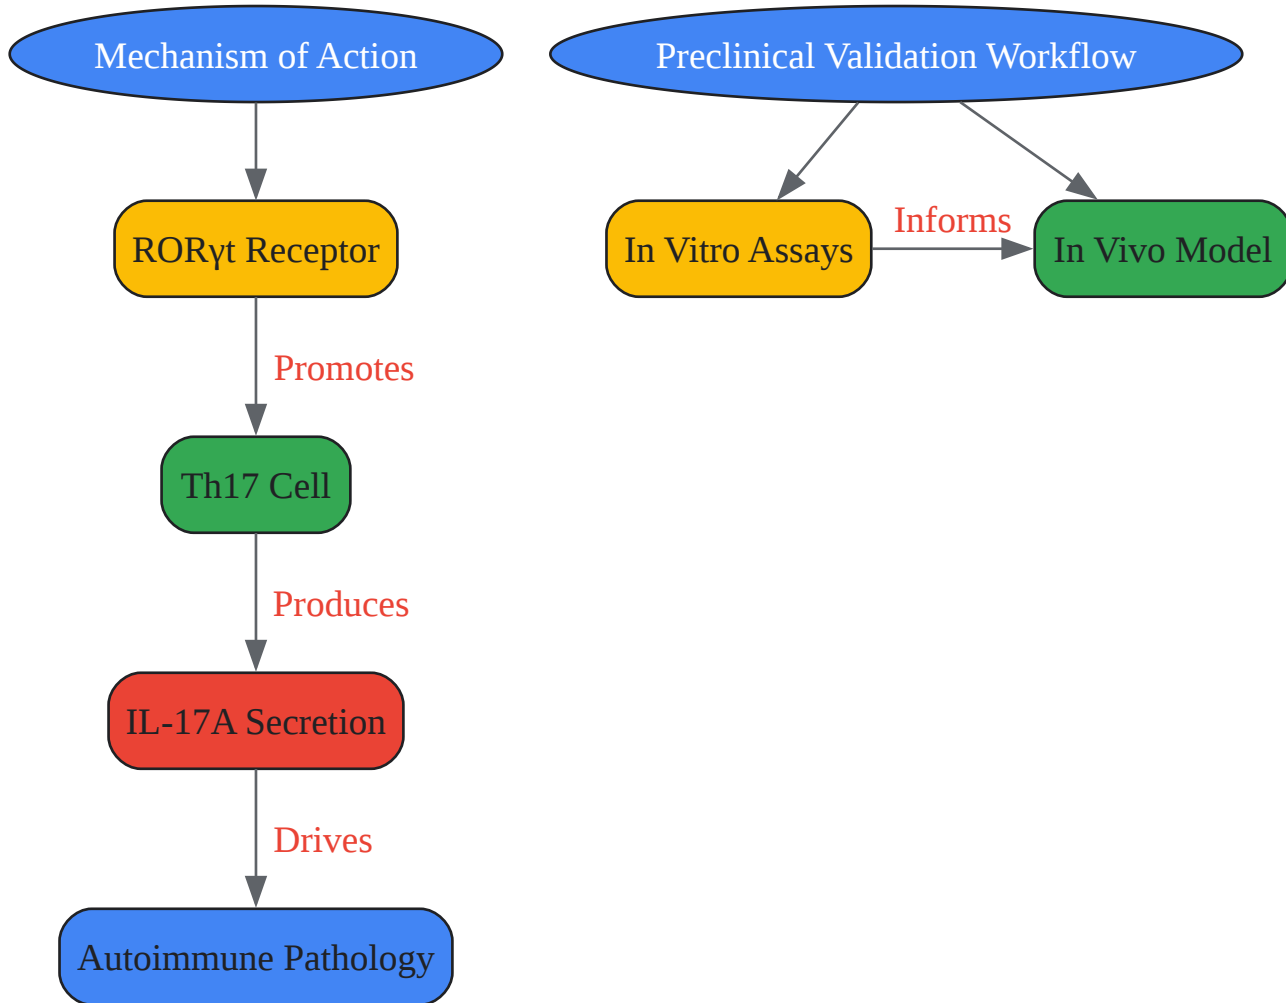 Mechanism of Action
Preclinical Validation Workflow
RORγt Receptor
In Vitro Assays
Informs
In Vivo Model
Promotes
Th17 Cell
Produces
IL-17A Secretion
Drives
Autoimmune Pathology